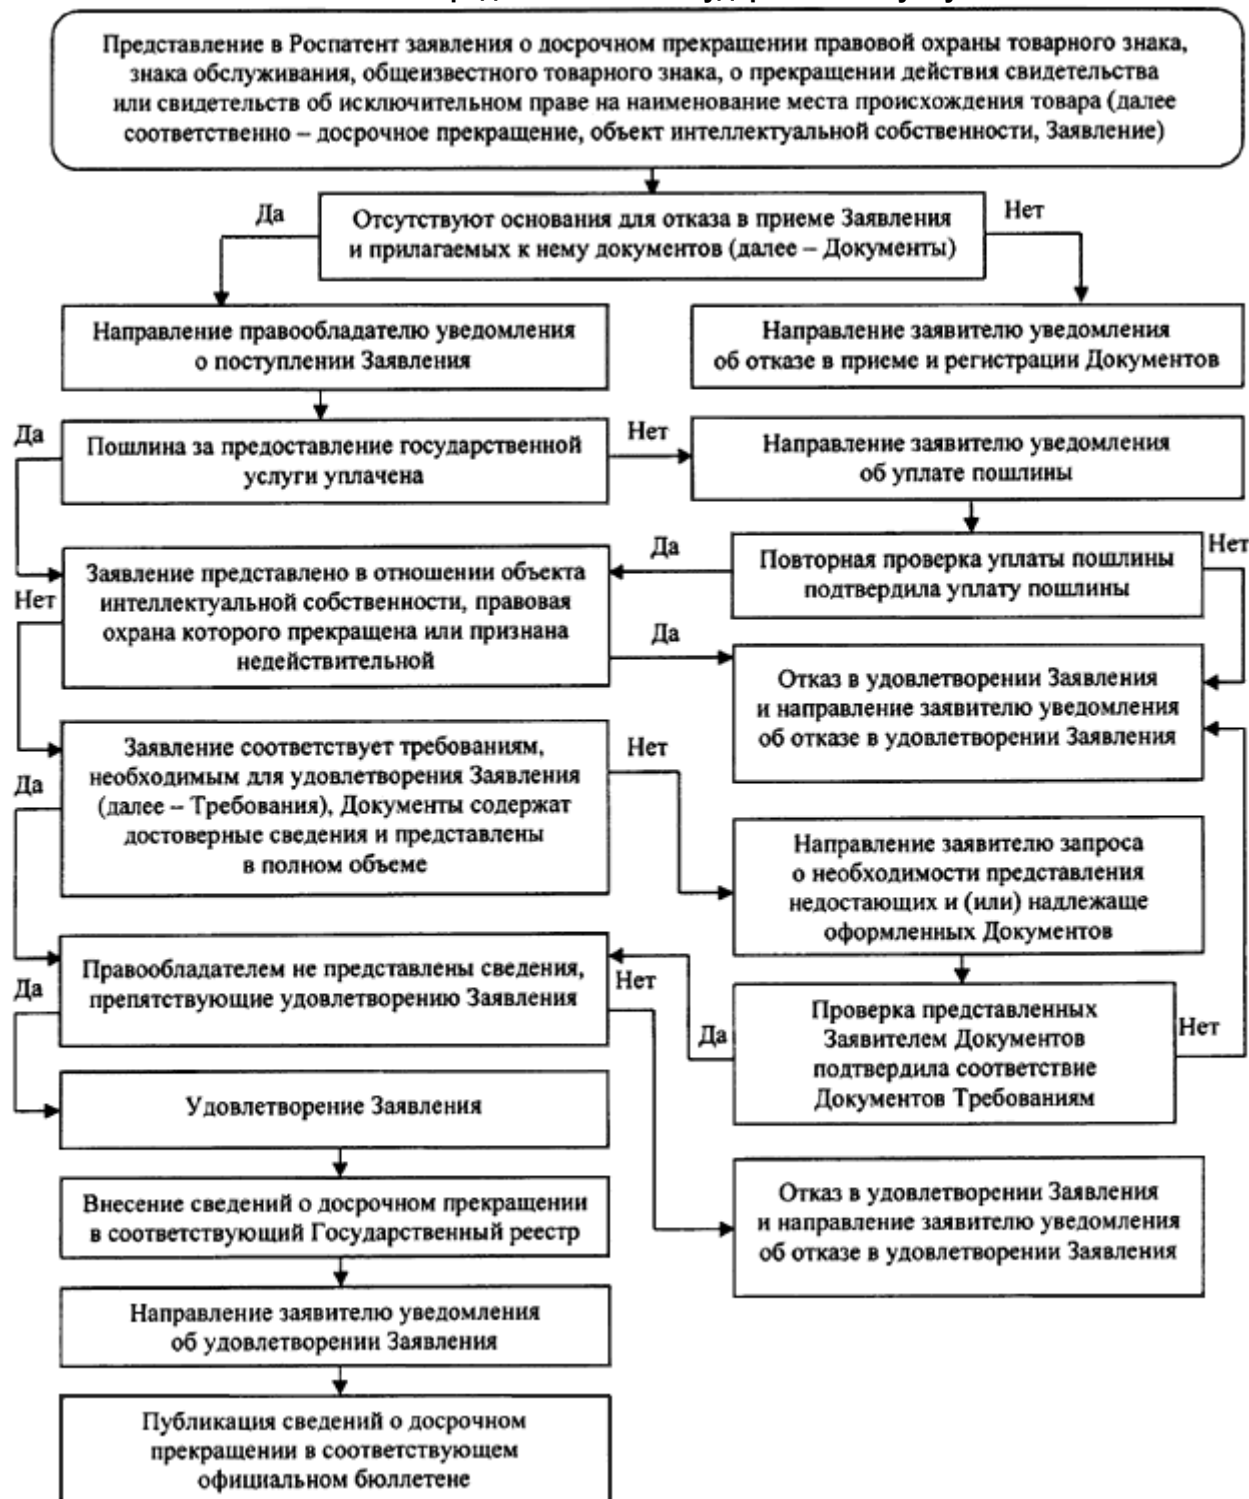 Представление в Роспатент заявления о досрочном прекращении правовой охраны товарного знака,
знака обслуживания, общеизвестного товарного знака, о прекращении действия свидетельства
или свидетельств об исключительном праве на наименование места происхождения товара (далее
соответственно – досрочное прекращение, объект интеллектуальной собственности, Заявление)
Да
Отсутствуют основания для отказа в приеме Заявления
и прилагаемых к нему документов (далее – Документы)
Нет
Направление правообладателю уведомления
о поступлении Заявления
Направление заявителю уведомления
об отказе в приеме и регистрации Документов
Да
Пошлина за предоставление государственной
услуги уплачена
Нет
Направление заявителю уведомления
об уплате пошлины
Заявление представлено в отношении объекта
интеллектуальной собственности, правовая
охрана которого прекращена или признана
недействительной
Да
Повторная проверка уплаты пошлины
подтвердила уплату пошлины
Нет
Нет
Да
Отказ в удовлетворении Заявления
и направление заявителю уведомления
об отказе в удовлетворении Заявления
Заявление соответствует требованиям,
необходимым для удовлетворения Заявления
(далее – Требования), Документы содержат
достоверные сведения и представлены
в полном объеме
Нет
Да
Направление заявителю запроса
о необходимости представления
недостающих и (или) надлежаще
оформленных Документов
Правообладателем не представлены сведения,
препятствующие удовлетворению Заявления
Нет
Да
Проверка представленных
Заявителем Документов
подтвердила соответствие
Документов Требованиям
Да
Нет
Удовлетворение Заявления
Внесение сведений о досрочном прекращении
в соответствующий Государственный реестр
Отказ в удовлетворении Заявления
и направление заявителю уведомления
об отказе в удовлетворении Заявления
Направление заявителю уведомления
об удовлетворении Заявления
Публикация сведений о досрочном
прекращении в соответствующем
официальном бюллетене